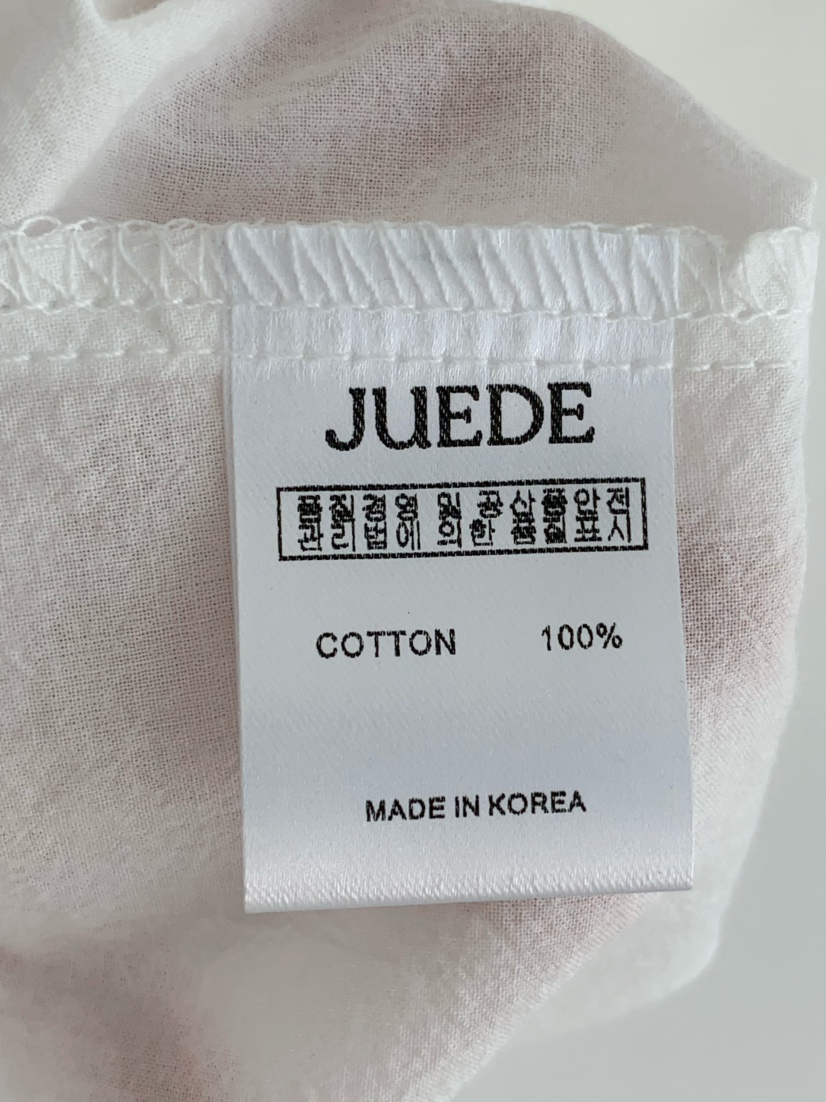 JUEDE
품질경영 및 공산품안전
관리법에 의한 품질표시
COTTON 100%
MADE IN KOREA